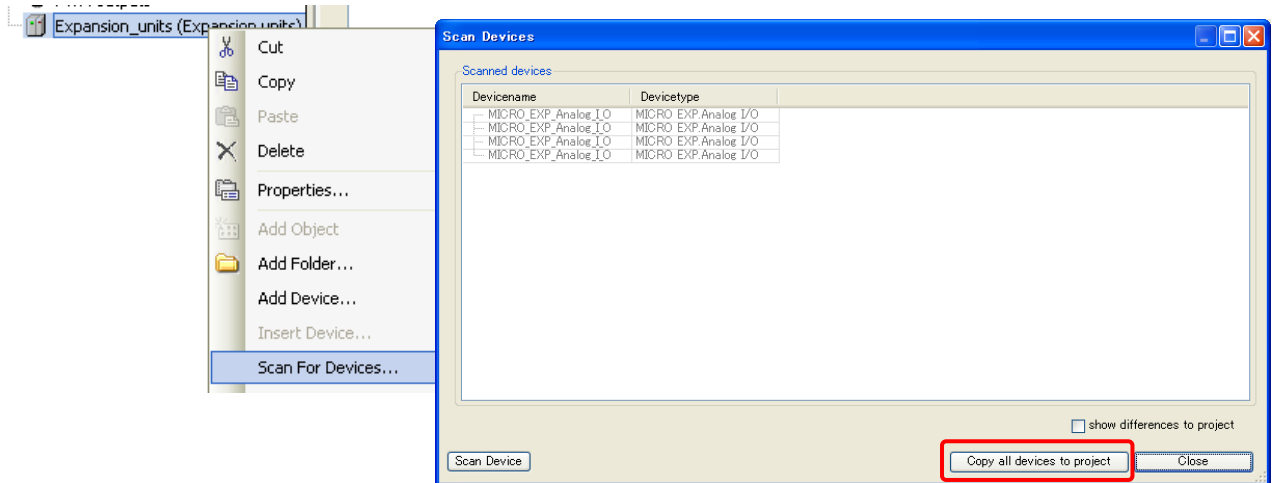 Expansion_units (Expansion units)
Cut
Copy
Paste
Delete
Properties...
Add Object
Add Folder...
Add Device...
Insert Device...
Scan For Devices...
Scan Devices
Scanned devices
Devicename Devicetype
MICRO_EXP_Analog_I_O MICRO EXP.Analog I/O
MICRO_EXP_Analog_I_O MICRO EXP.Analog I/O
MICRO_EXP_Analog_I_O MICRO EXP.Analog I/O
MICRO_EXP_Analog_I_O MICRO EXP.Analog I/O
show differences to project
Scan Device Copy all devices to project Close